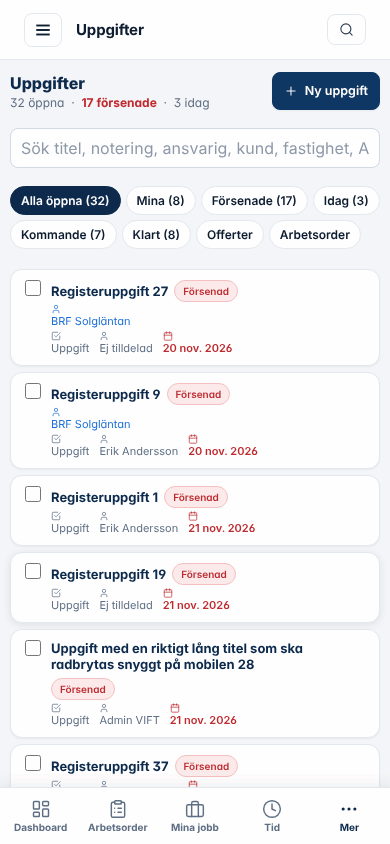 Uppgifter
Uppgifter
32 öppna · 17 försenade · 3 idag
Ny uppgift
Sök titel, notering, ansvarig, kund, fastighet, A
Alla öppna (32)
Mina (8)
Försenade (17)
Idag (3)
Kommande (7)
Klart (8)
Offerter
Arbetsorder
Registeruppgift 27 Försenad
BRF Solgläntan
Uppgift Ej tilldelad 20 nov. 2026
Registeruppgift 9 Försenad
BRF Solgläntan
Uppgift Erik Andersson 20 nov. 2026
Registeruppgift 1 Försenad
Uppgift Erik Andersson 21 nov. 2026
Registeruppgift 19 Försenad
Uppgift Ej tilldelad 21 nov. 2026
Uppgift med en riktigt lång titel som ska
radbrytas snyggt på mobilen 28
Försenad
Uppgift Admin VIFT 21 nov. 2026
Registeruppgift 37 Försenad
Dashboard
Arbetsorder
Mina jobb
Tid
Mer